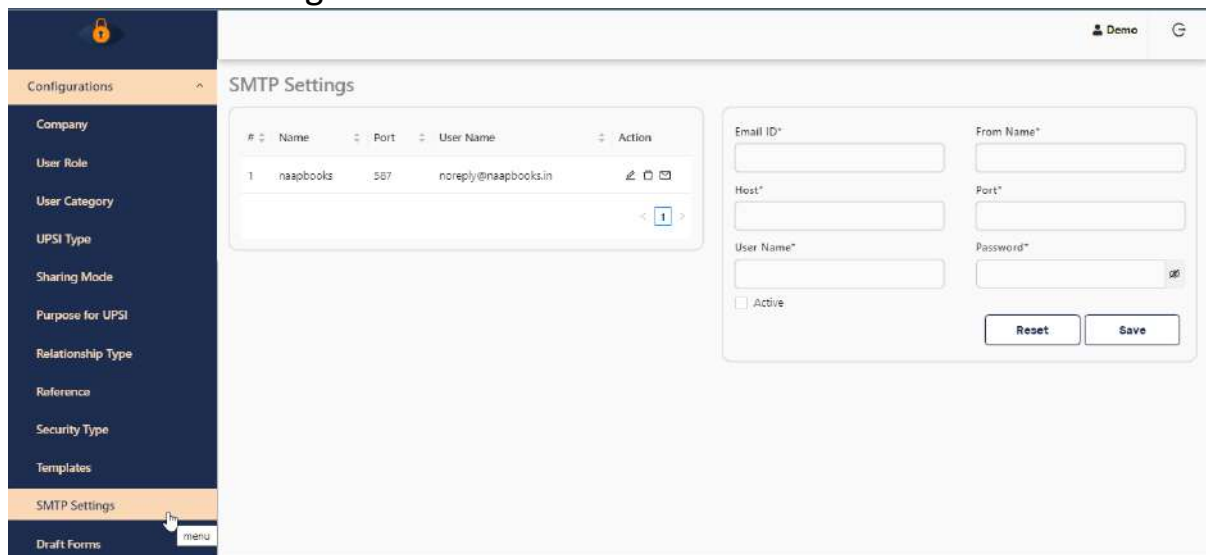 Demo
Configurations
Company
User Role
User Category
UPSI Type
Sharing Mode
Purpose for UPSI
Relationship Type
Reference
Security Type
Templates
SMTP Settings
menu
Draft Forms
SMTP Settings
# Name Port User Name Action
1 naapbooks 587 noreply@naapbooks.in
< 1 >
Email ID* From Name*
Host* Port*
User Name* Password*
Active
Reset Save